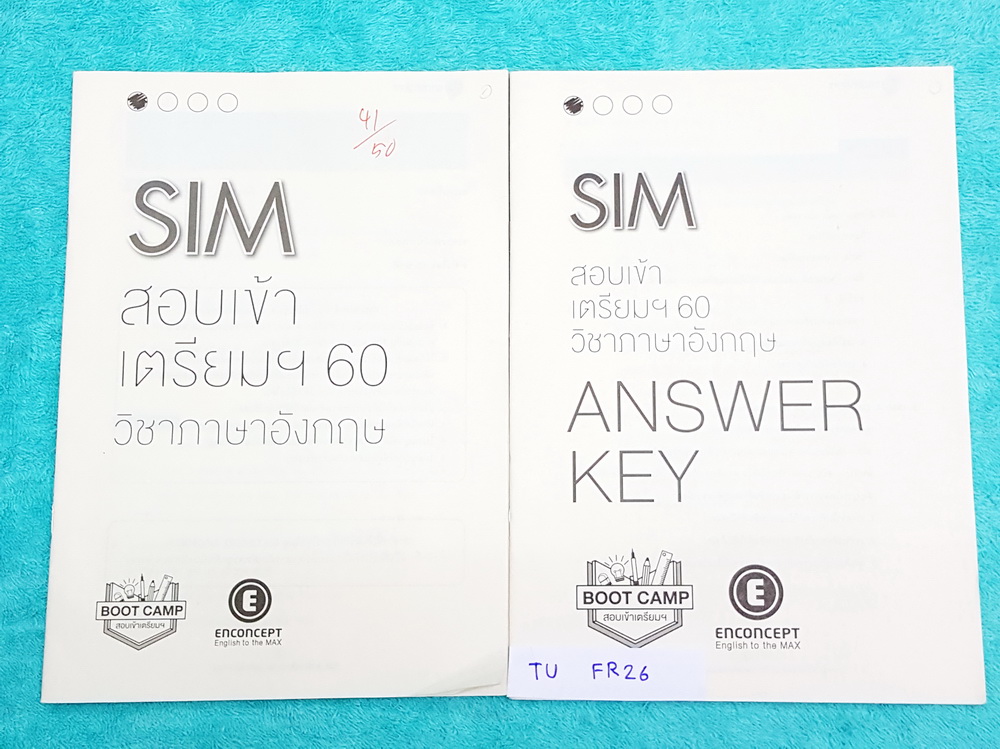 41/50
SIM
สอบเข้า
เตรียมฯ 60
วิชาภาษาอังกฤษ
BOOT CAMP
สอบเข้าเตรียมฯ
E
ENCONCEPT
English to the MAX
SIM
สอบเข้า
เตรียมฯ 60
วิชาภาษาอังกฤษ
ANSWER
KEY
BOOT CAMP
สอบเข้าเตรียมฯ
E
ENCONCEPT
English to the MAX
TU FR26